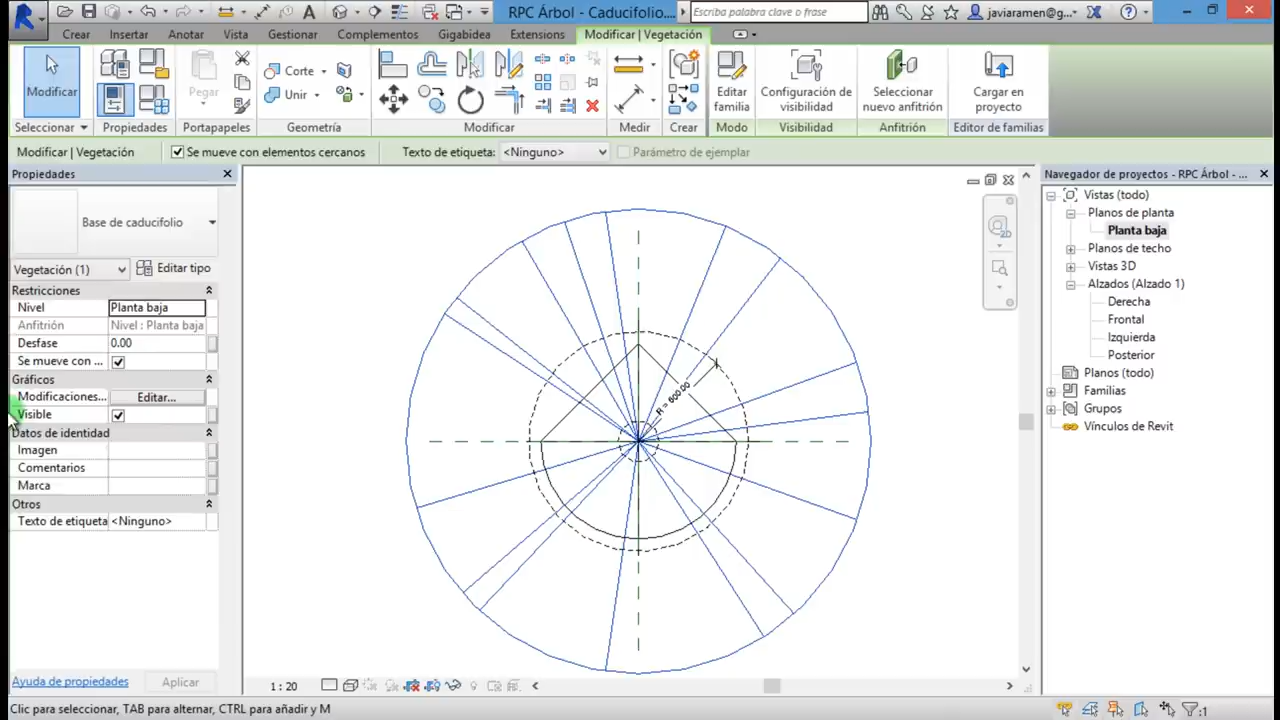 RPC Árbol - Caducifolio....
Escriba palabra clave o frase
javiaramen@g...
Crear
Insertar
Anotar
Vista
Gestionar
Complementos
Gigabidea
Extensions
Modificar | Vegetación
Modificar
Pegar
Corte
Unir
Editar
familia
Configuración de
visibilidad
Seleccionar
nuevo anfitrión
Cargar en
proyecto
Seleccionar
Propiedades
Portapapeles
Geometría
Modificar
Medir
Crear
Modo
Visibilidad
Anfitrión
Editor de familias
Modificar | Vegetación
Se mueve con elementos cercanos
Texto de etiqueta:
<Ninguno>
Parámetro de ejemplar
Propiedades
Base de caducifolio
Vegetación (1)
Editar tipo
Restricciones
Nivel
Planta baja
Anfitrión
Nivel : Planta baja
Desfase
0.00
Se mueve con ...
Gráficos
Modificaciones...
Editar...
Visible
Datos de identidad
Imagen
Comentarios
Marca
Otros
Texto de etiqueta
<Ninguno>
Ayuda de propiedades
Aplicar
R = 600.00
2D
1 : 20
Navegador de proyectos - RPC Árbol - ...
Vistas (todo)
Planos de planta
Planta baja
Planos de techo
Vistas 3D
Alzados (Alzado 1)
Derecha
Frontal
Izquierda
Posterior
Planos (todo)
Familias
Grupos
Vínculos de Revit
Clic para seleccionar, TAB para alternar, CTRL para añadir y M
:1